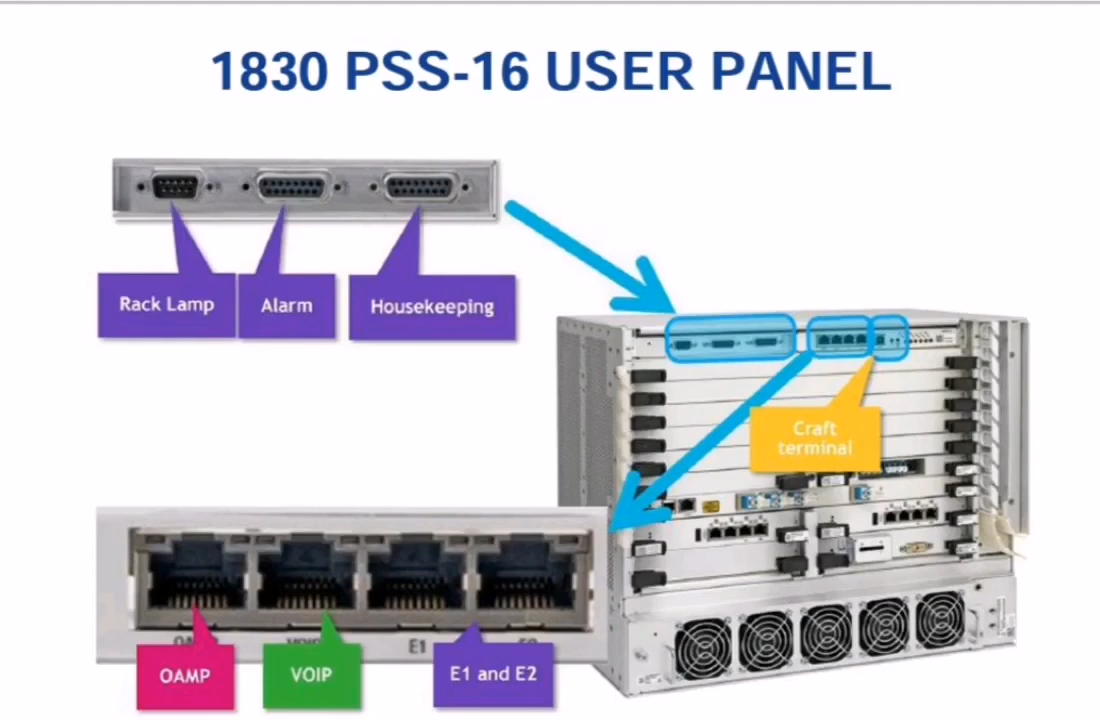 1830 PSS-16 USER PANEL
Rack Lamp
Alarm
Housekeeping
Craft
terminal
E1
OAMP
VOIP
E1 and E2